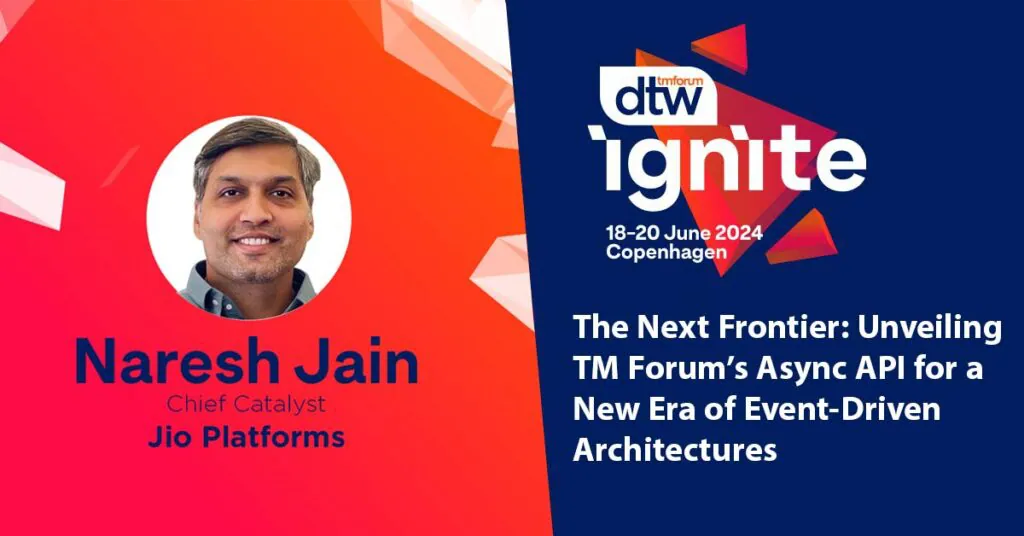 Naresh Jain
Chief Catalyst
Jio Platforms
tmforum
dtw
ignite
18–20 June 2024
Copenhagen
The Next Frontier: Unveiling
TM Forum’s Async API for a
New Era of Event-Driven
Architectures